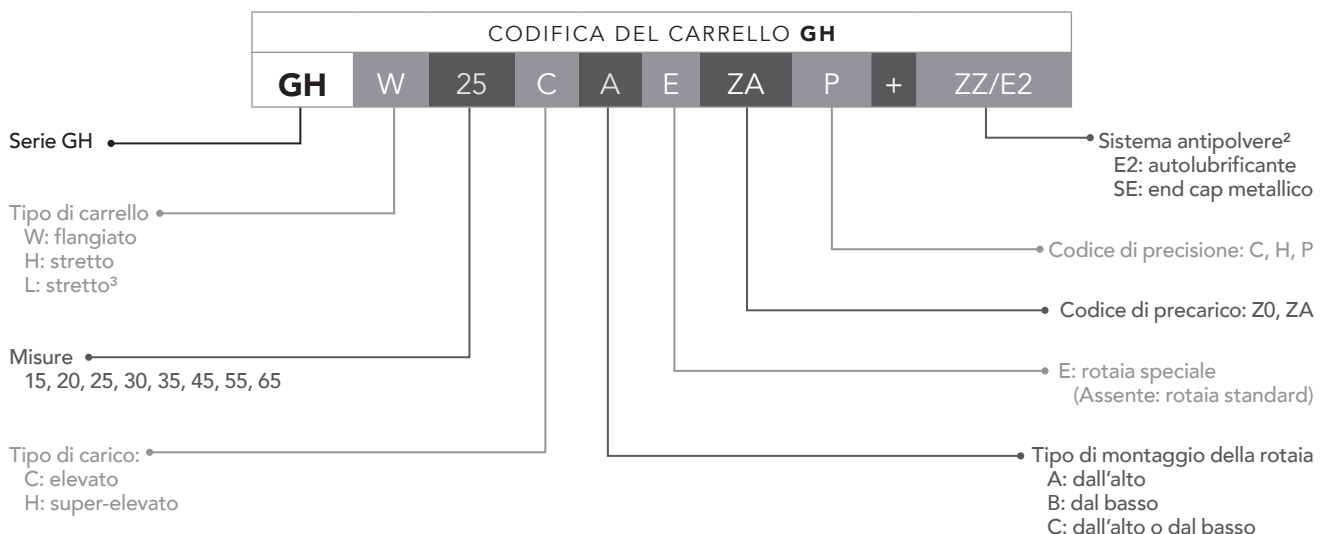 CODIFICA DEL CARRELLO GH
GH W 25 C A E ZA P + ZZ/E2
Serie GH
Tipo di carrello
W: flangiato
H: stretto
L: stretto³
Misure
15, 20, 25, 30, 35, 45, 55, 65
Tipo di carico:
C: elevato
H: super-elevato
Sistema antipolvere²
E2: autolubrificante
SE: end cap metallico
Codice di precisione: C, H, P
Codice di precarico: Z0, ZA
E: rotaia speciale
(Assente: rotaia standard)
Tipo di montaggio della rotaia
A: dall'alto
B: dal basso
C: dall'alto o dal basso